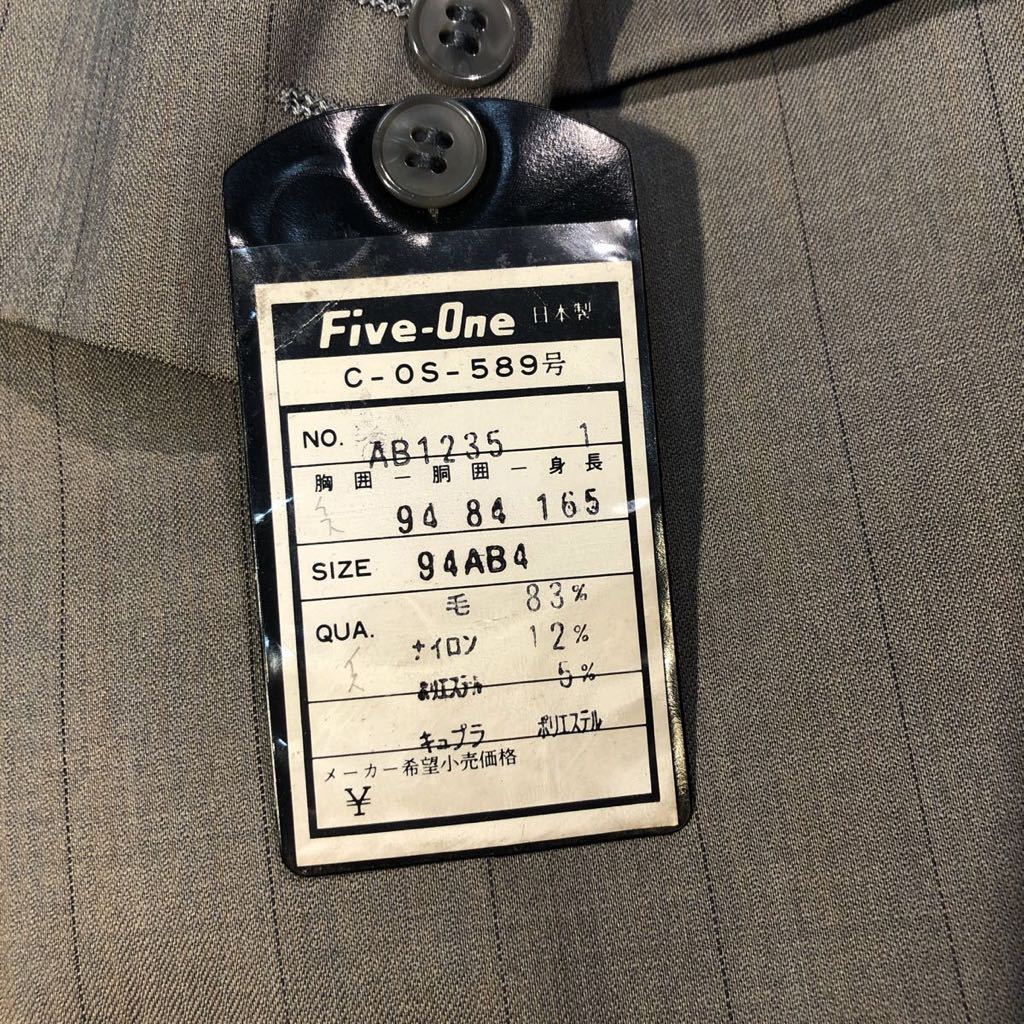 Five-One 日本製
C-OS-589号
NO. AB1235 1
胸囲ー胴囲ー身長
94 84 165
SIZE 94AB4
毛 83%
QUA. ナイロン 12%
ポリエステル 5%
キュプラ ポリエステル
メーカー希望小売価格
¥